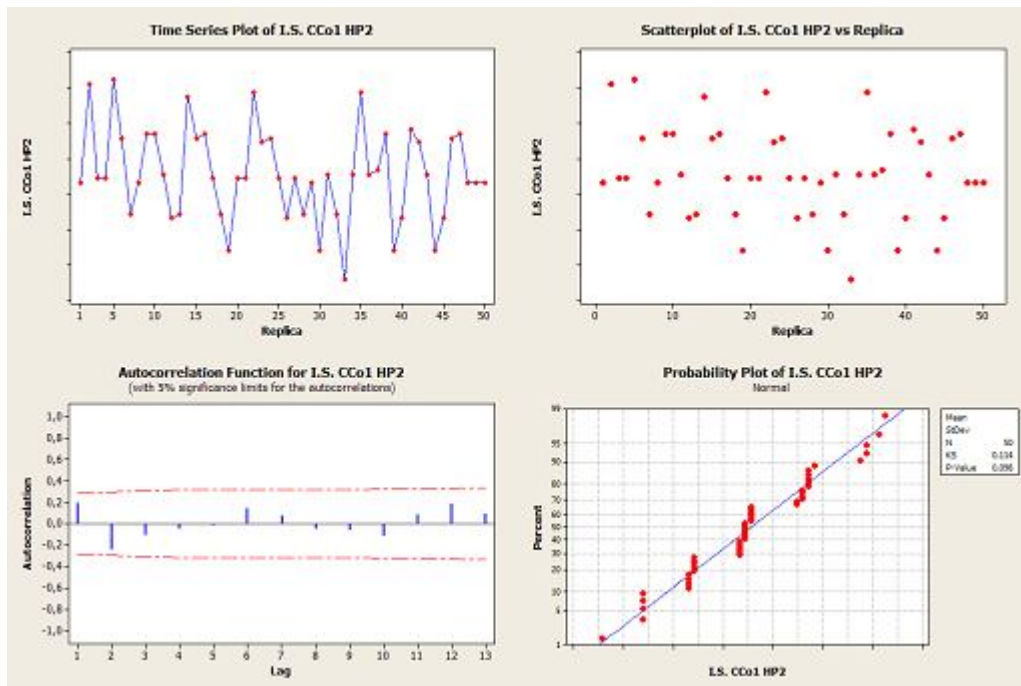 Time Series Plot of I.S. CCo1 HP2
I.S. CCo1 HP2
1 5 10 15 20 25 30 35 40 45 50
Replica
Scatterplot of I.S. CCo1 HP2 vs Replica
I.S. CCo1 HP2
0 10 20 30 40 50
Replica
Autocorrelation Function for I.S. CCo1 HP2
(with 5% significance limits for the autocorrelations)
Autocorrelation
1,0
0,8
0,6
0,4
0,2
0,0
-0,2
-0,4
-0,6
-0,8
-1,0
1 2 3 4 5 6 7 8 9 10 11 12 13
Lag
Probability Plot of I.S. CCo1 HP2
Normal
Percent
99
95
90
80
70
60
50
40
30
20
10
5
1
I.S. CCo1 HP2
Mean
StDev
N 50
KS 0,114
P-Value 0,098